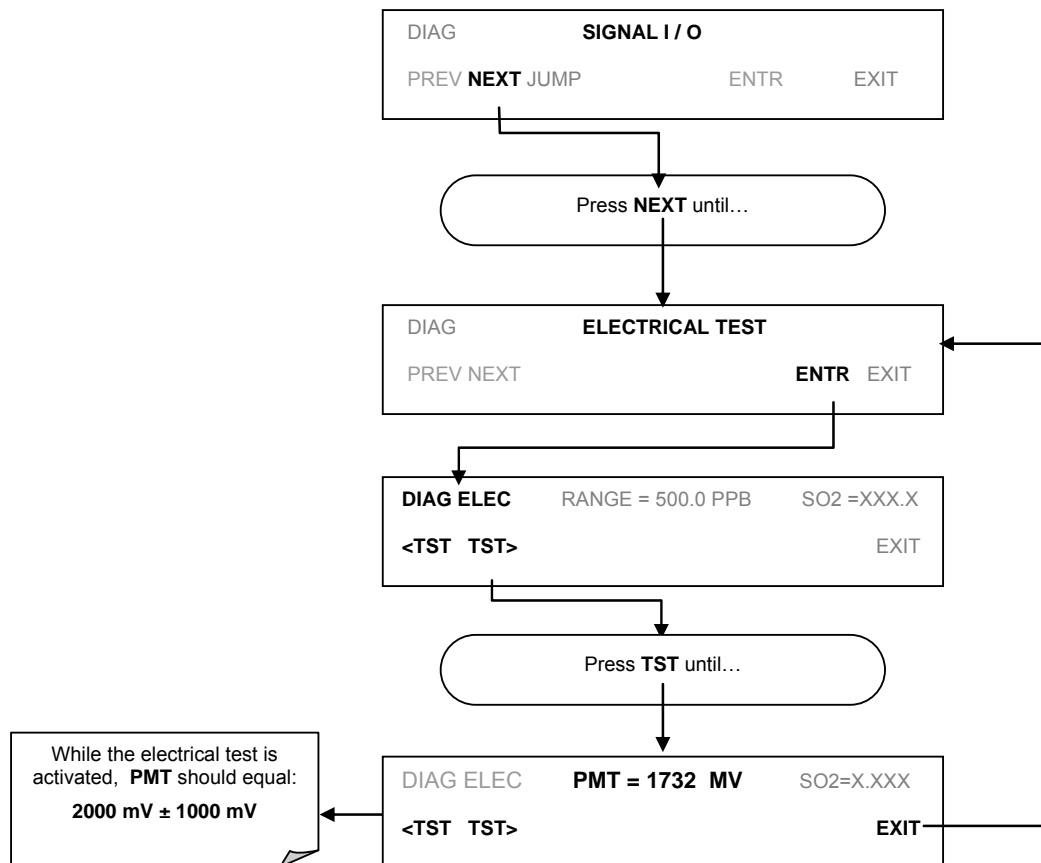 DIAG SIGNAL I / O
PREV NEXT JUMP ENTR EXIT
Press NEXT until…
DIAG ELECTRICAL TEST
PREV NEXT ENTR EXIT
DIAG ELEC RANGE = 500.0 PPB SO2 =XXX.X
<TST TST> EXIT
Press TST until…
While the electrical test is
activated, PMT should equal:
2000 mV ± 1000 mV
DIAG ELEC PMT = 1732 MV SO2=X.XXX
<TST TST> EXIT